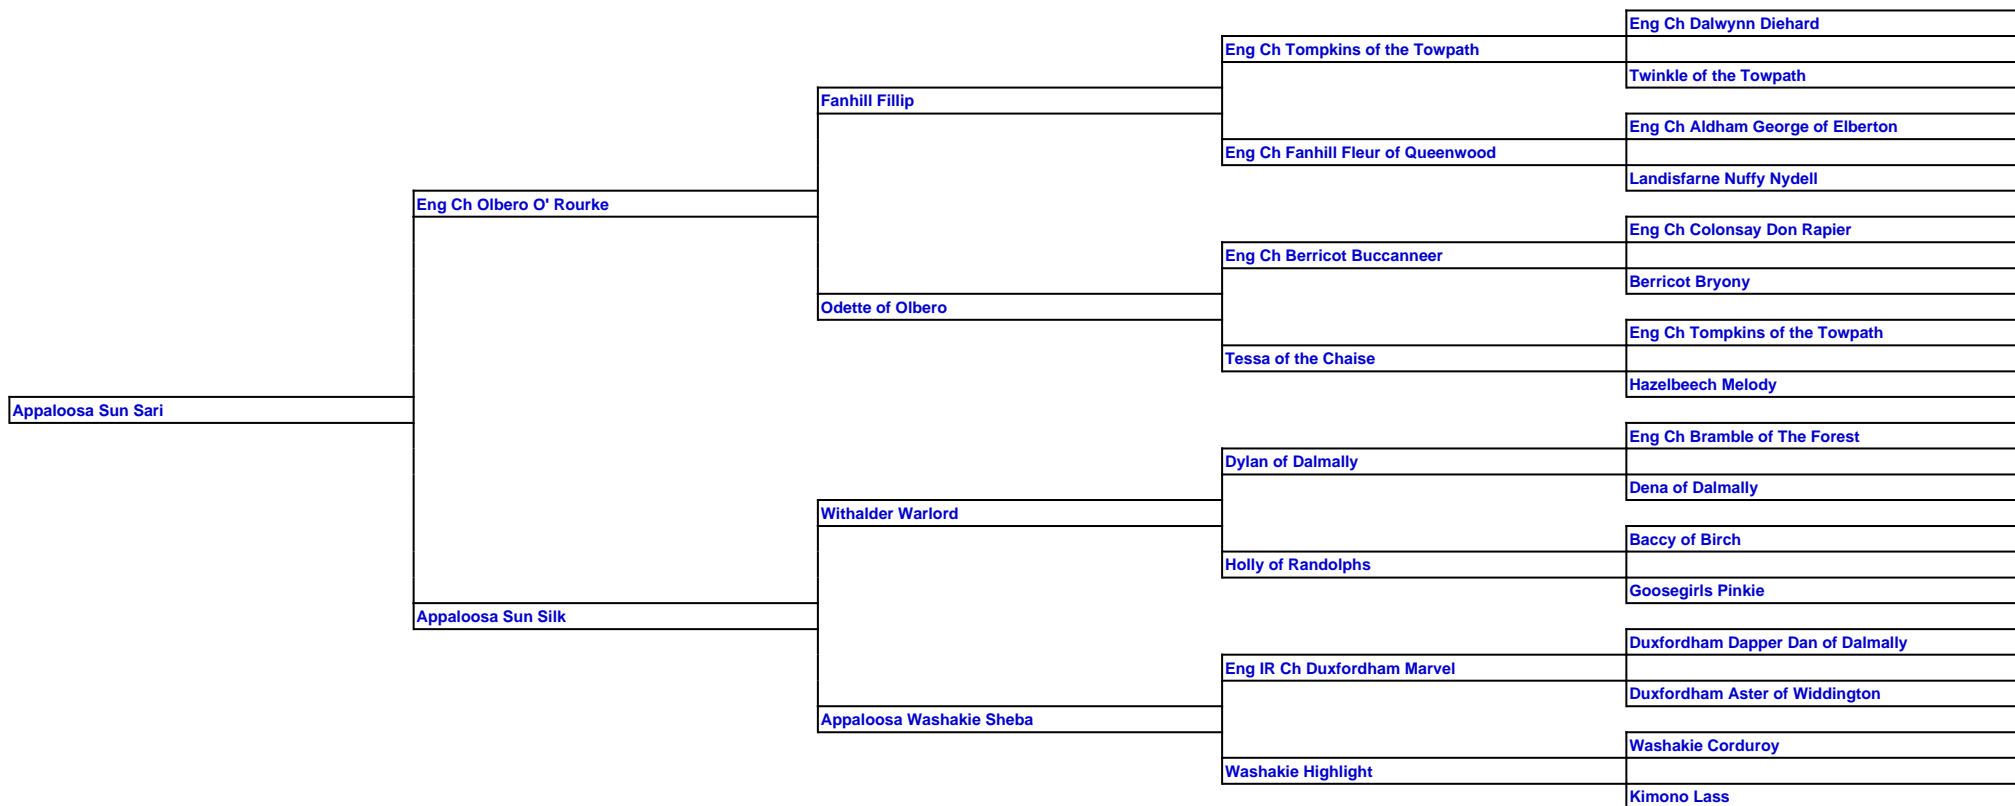 Eng Ch Dalwynn Diehard
Eng Ch Tompkins of the Towpath
Twinkle of the Towpath
Fanhill Fillip
Eng Ch Aldham George of Elberton
Eng Ch Fanhill Fleur of Queenwood
Landisfarne Nuffy Nydell
Eng Ch Olbero O' Rourke
Eng Ch Colonsay Don Rapier
Eng Ch Berricot Buccanneer
Berricot Bryony
Odette of Olbero
Eng Ch Tompkins of the Towpath
Tessa of the Chaise
Hazelbeech Melody
Appaloosa Sun Sari
Eng Ch Bramble of The Forest
Dylan of Dalmally
Dena of Dalmally
Withalder Warlord
Baccy of Birch
Holly of Randolphs
Goosegirls Pinkie
Appaloosa Sun Silk
Duxfordham Dapper Dan of Dalmally
Eng IR Ch Duxfordham Marvel
Duxfordham Aster of Widdington
Appaloosa Washakie Sheba
Washakie Corduroy
Washakie Highlight
Kimono Lass